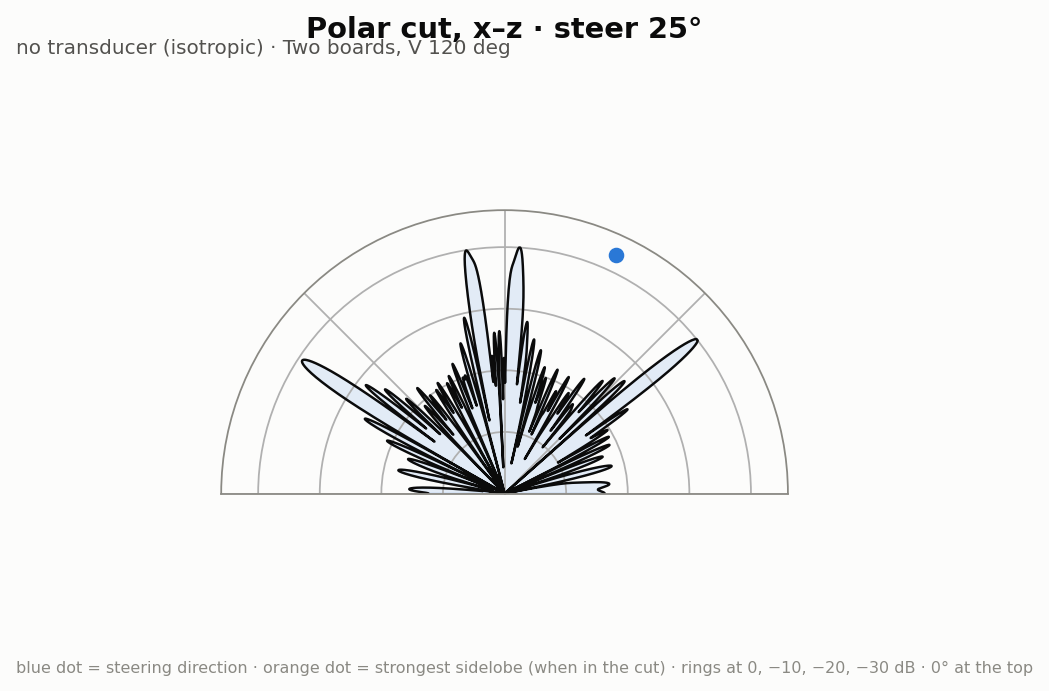 Polar cut, x–z · steer 25°
no transducer (isotropic) · Two boards, V 120 deg
blue dot = steering direction · orange dot = strongest sidelobe (when in the cut) · rings at 0, −10, −20, −30 dB · 0° at the top